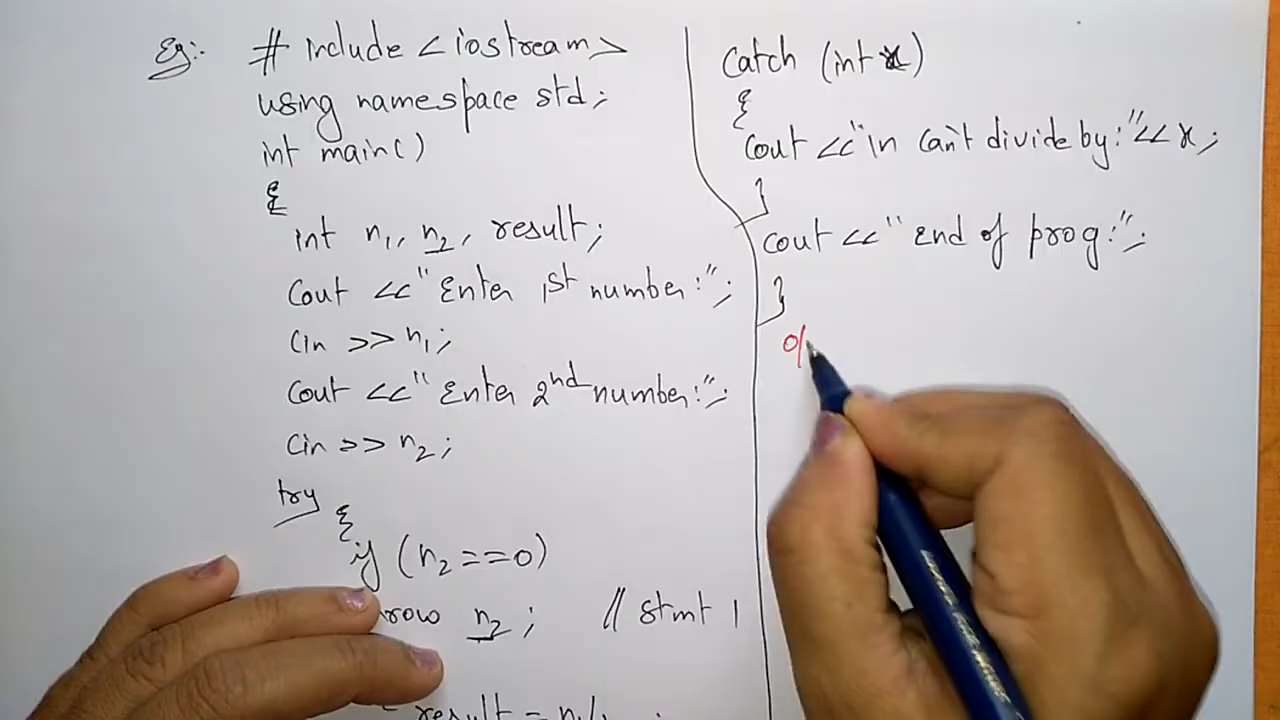 Eg:-
# include <iostream>
using namespace std;
int main()
{
int n1, n2, result;
Cout <<"Enter 1st number:";
Cin >> n1;
Cout <<"Enter 2nd number:";
Cin >> n2;
try
{
if (n2==0)
row n2; // stmt 1
result = n1/
Catch (int x)
{
Cout <<"\n Can't divide by:"<< x;
}
cout <<" End of prog:";
}
o/